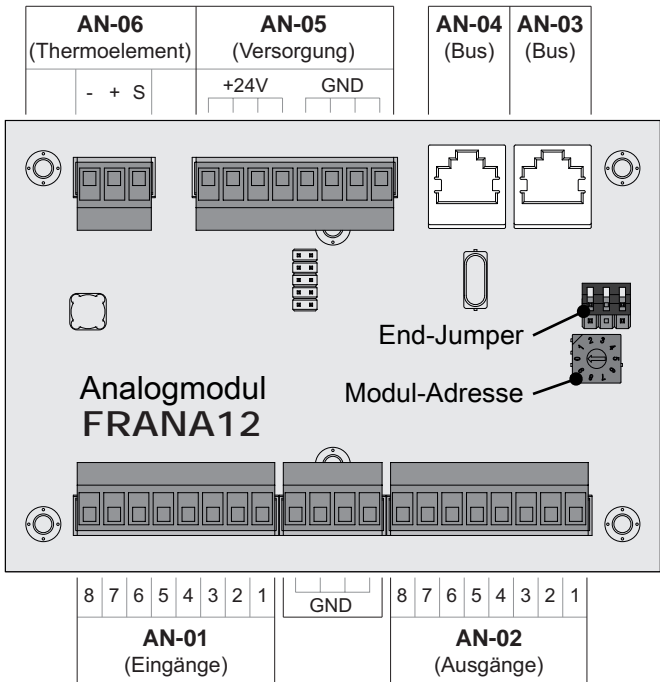 AN-06
(Thermoelement)
- + S
AN-05
(Versorgung)
+24V GND
AN-04
(Bus)
AN-03
(Bus)
End-Jumper
Modul-Adresse
Analogmodul
FRANA12
8 7 6 5 4 3 2 1
AN-01
(Eingänge)
GND
8 7 6 5 4 3 2 1
AN-02
(Ausgänge)